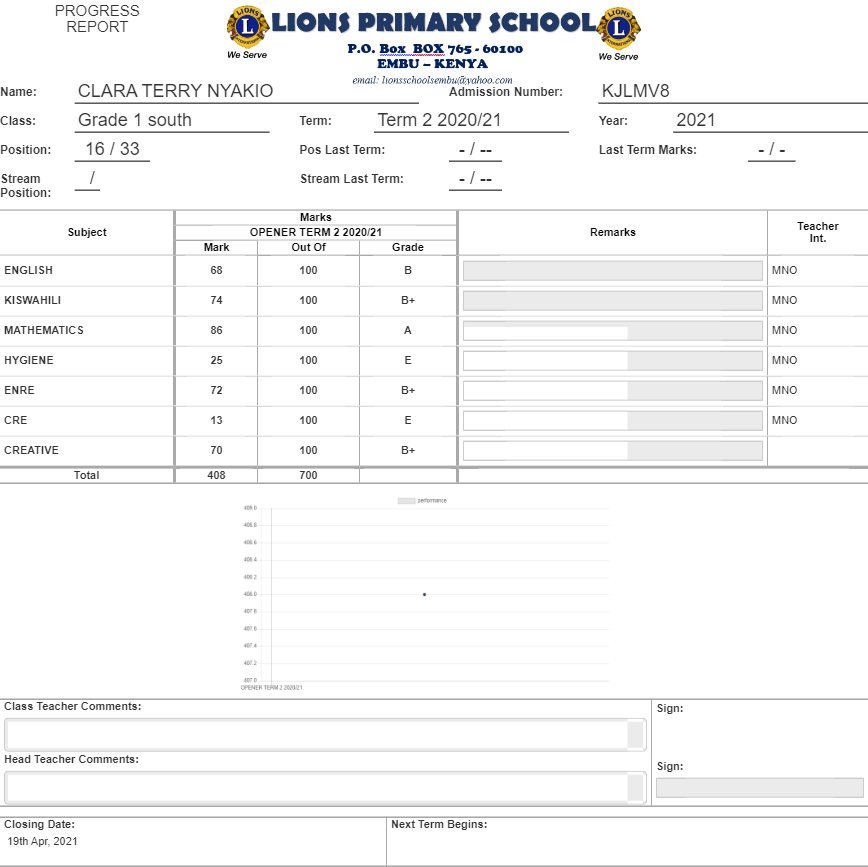 PROGRESS
REPORT
LIONS
L
INTERNATIONAL
We Serve
LIONS PRIMARY SCHOOL
LIONS
L
INTERNATIONAL
We Serve
P.O. Box BOX 765 - 60100
EMBU – KENYA
email: lionsschoolsembu@yahoo.com
Name: CLARA TERRY NYAKIO Admission Number: KJLMV8
Class: Grade 1 south Term: Term 2 2020/21 Year: 2021
Position: 16 / 33 Pos Last Term: - / -- Last Term Marks: - / -
Stream Position: / Stream Last Term: - / --
Subject Marks Remarks Teacher Int.
OPENER TERM 2 2020/21
Mark Out Of Grade
ENGLISH 68 100 B MNO
KISWAHILI 74 100 B+ MNO
MATHEMATICS 86 100 A MNO
HYGIENE 25 100 E MNO
ENRE 72 100 B+ MNO
CRE 13 100 E MNO
CREATIVE 70 100 B+
Total 408 700
performance
409.0
408.8
408.6
408.4
408.2
408.0
407.8
407.6
407.4
407.2
407.0
OPENER TERM 2 2020/21
Class Teacher Comments: Sign:
Head Teacher Comments: Sign:
Closing Date: Next Term Begins:
19th Apr, 2021